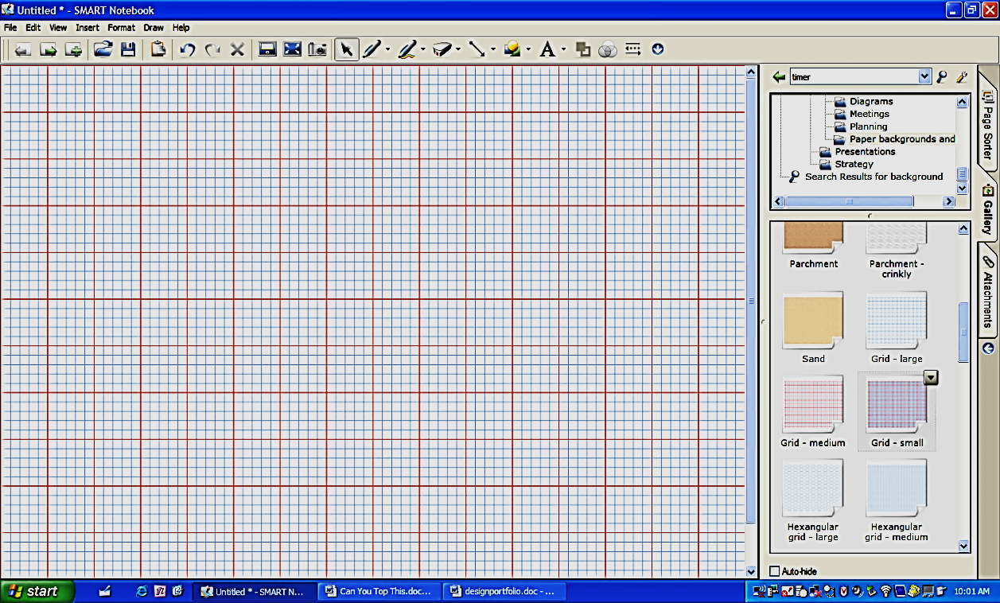 Untitled * - SMART Notebook
File Edit View Insert Format Draw Help
timer
Diagrams
Meetings
Planning
Paper backgrounds and
Presentations
Strategy
Search Results for background
Page Sorter
Gallery
Attachments
Parchment
Parchment -
crinkly
Sand
Grid - large
Grid - medium
Grid - small
Hexangular
grid - large
Hexangular
grid - medium
Auto-hide
start
Untitled * - SMART N...
Can You Top This.doc...
designportfolio.doc - ...
10:01 AM